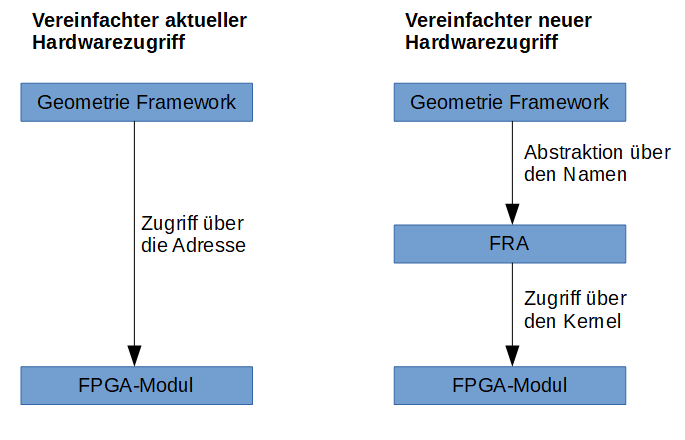 Vereinfachter aktueller
Hardwarezugriff
Geometrie Framework
Zugriff über
die Adresse
FPGA-Modul
Vereinfachter neuer
Hardwarezugriff
Geometrie Framework
Abstraktion über
den Namen
FRA
Zugriff über
den Kernel
FPGA-Modul